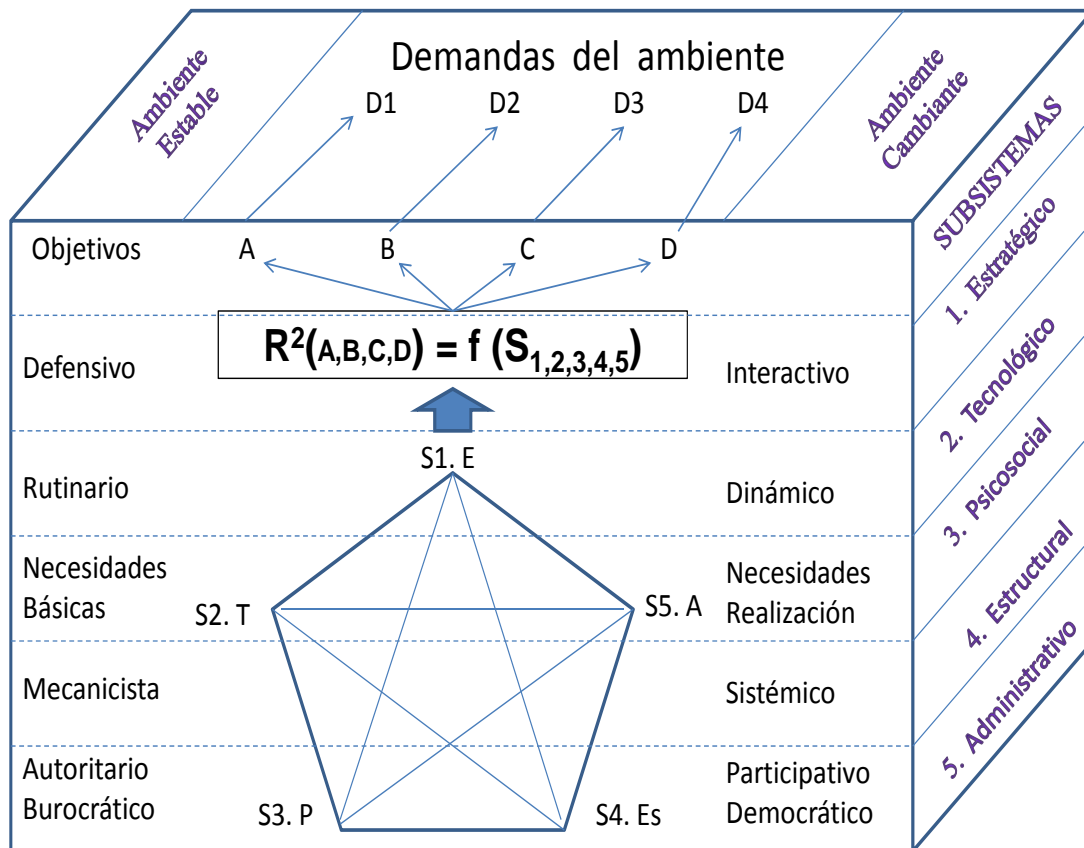 Demandas del ambiente
Ambiente
Estable
D1 D2 D3 D4
Ambiente
Cambiante
SUBSISTEMAS
Objetivos A B C D
1. Estratégico
R²(A,B,C,D) = f (S1,2,3,4,5)
Defensivo
Interactivo
2. Tecnológico
S1. E
Rutinario
Dinámico
3. Psicosocial
Necesidades
Básicas
S2. T
S5. A
Necesidades
Realización
4. Estructural
Mecanicista
Sistémico
5. Administrativo
Autoritario
Burocrático
S3. P
S4. Es
Participativo
Democrático